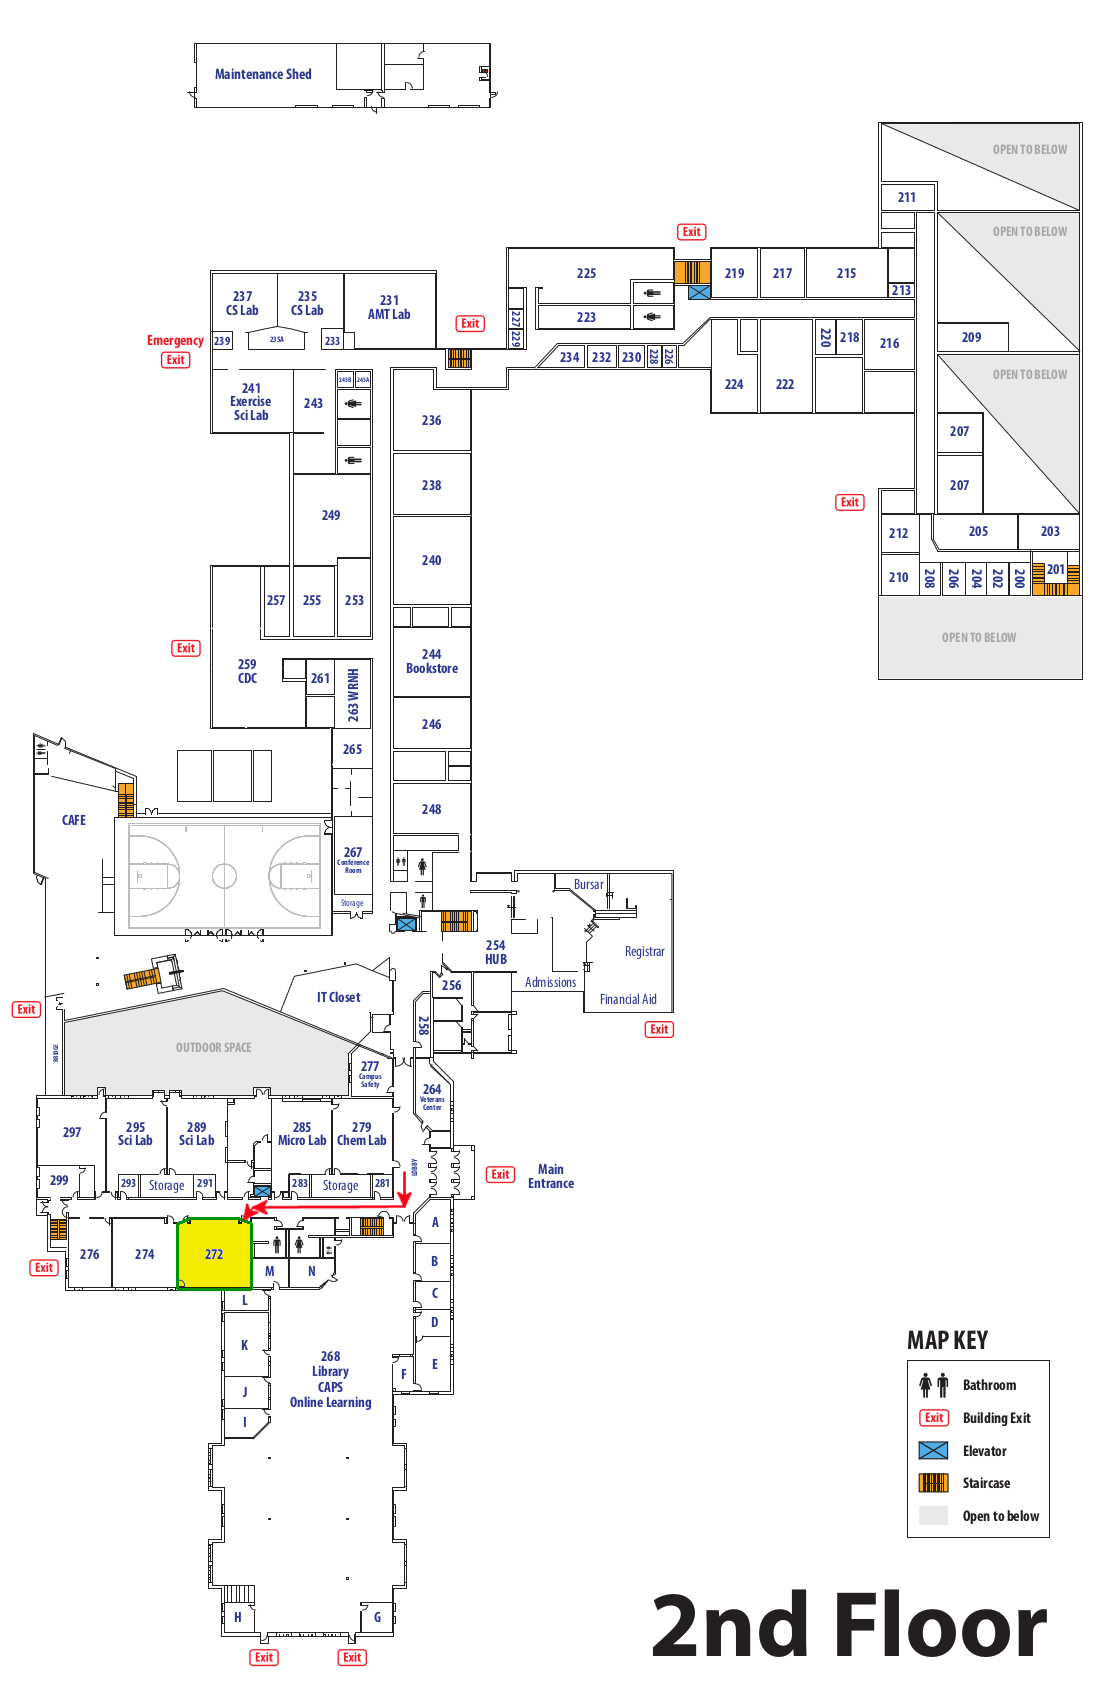 Maintenance Shed
OPEN TO BELOW
211
OPEN TO BELOW
Exit
225
219
217
215
213
237
CS Lab
235
CS Lab
231
AMT Lab
227
229
223
Exit
Emergency
Exit
239
235A
233
209
220
218
216
234
232
230
228
226
OPEN TO BELOW
241
Exercise
Sci Lab
243
245B
245A
224
222
236
207
238
207
Exit
249
212
205
203
240
210
208
206
204
202
200
201
257
255
253
OPEN TO BELOW
Exit
259
CDC
261
263 WRNH
244
Bookstore
246
265
CAFE
248
267
Conference
Room
Storage
Bursar
254
HUB
Registrar
Admissions
256
Financial Aid
IT Closet
Exit
258
Exit
OUTDOOR SPACE
BRIDGE
277
Campus
Safety
264
Veterans
Center
297
295
Sci Lab
289
Sci Lab
285
Micro Lab
279
Chem Lab
LOBBY
Exit
Main
Entrance
299
293
Storage
291
283
Storage
281
A
276
274
272
B
Exit
M
N
C
L
D
K
268
Library
CAPS
Online Learning
E
F
J
I
H
G
Exit
Exit
MAP KEY
Bathroom
Exit
Building Exit
Elevator
Staircase
Open to below
2nd Floor